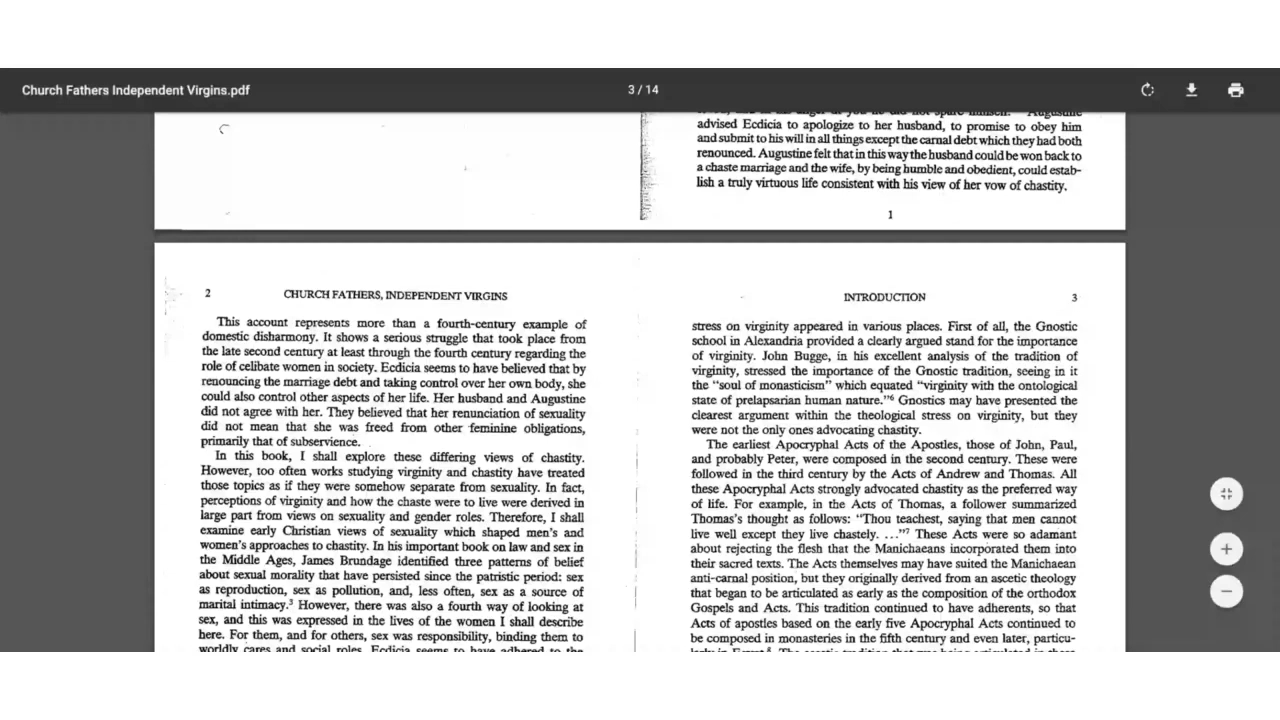 Church Fathers Independent Virgins.pdf
3 / 14
advised Ecdicia to apologize to her husband, to promise to obey him
and submit to his will in all things except the carnal debt which they had both
renounced. Augustine felt that in this way the husband could be won back to
a chaste marriage and the wife, by being humble and obedient, could estab-
lish a truly virtuous life consistent with his view of her vow of chastity.
1
2 CHURCH FATHERS, INDEPENDENT VIRGINS
This account represents more than a fourth-century example of
domestic disharmony. It shows a serious struggle that took place from
the late second century at least through the fourth century regarding the
role of celibate women in society. Ecdicia seems to have believed that by
renouncing the marriage debt and taking control over her own body, she
could also control other aspects of her life. Her husband and Augustine
did not agree with her. They believed that her renunciation of sexuality
did not mean that she was freed from other feminine obligations,
primarily that of subservience.
In this book, I shall explore these differing views of chastity.
However, too often works studying virginity and chastity have treated
those topics as if they were somehow separate from sexuality. In fact,
perceptions of virginity and how the chaste were to live were derived in
large part from views on sexuality and gender roles. Therefore, I shall
examine early Christian views of sexuality which shaped men's and
women's approaches to chastity. In his important book on law and sex in
the Middle Ages, James Brundage identified three patterns of belief
about sexual morality that have persisted since the patristic period: sex
as reproduction, sex as pollution, and, less often, sex as a source of
marital intimacy.³ However, there was also a fourth way of looking at
sex, and this was expressed in the lives of the women I shall describe
here. For them, and for others, sex was responsibility, binding them to
worldly cares and social roles. Ecdicia seems to have adhered to the
INTRODUCTION 3
stress on virginity appeared in various places. First of all, the Gnostic
school in Alexandria provided a clearly argued stand for the importance
of virginity. John Bugge, in his excellent analysis of the tradition of
virginity, stressed the importance of the Gnostic tradition, seeing in it
the "soul of monasticism" which equated "virginity with the ontological
state of prelapsarian human nature."⁶ Gnostics may have presented the
clearest argument within the theological stress on virginity, but they
were not the only ones advocating chastity.
The earliest Apocryphal Acts of the Apostles, those of John, Paul,
and probably Peter, were composed in the second century. These were
followed in the third century by the Acts of Andrew and Thomas. All
these Apocryphal Acts strongly advocated chastity as the preferred way
of life. For example, in the Acts of Thomas, a follower summarized
Thomas's thought as follows: "Thou teachest, saying that men cannot
live well except they live chastely. ..."⁷ These Acts were so adamant
about rejecting the flesh that the Manichaeans incorporated them into
their sacred texts. The Acts themselves may have suited the Manichaean
anti-carnal position, but they originally derived from an ascetic theology
that began to be articulated as early as the composition of the orthodox
Gospels and Acts. This tradition continued to have adherents, so that
Acts of apostles based on the early five Apocryphal Acts continued to
be composed in monasteries in the fifth century and even later, particu-